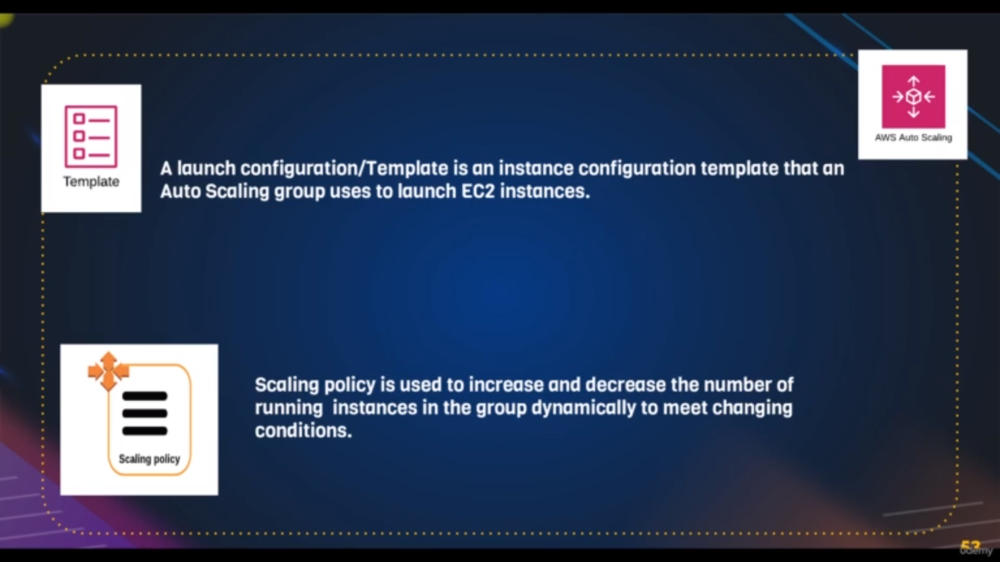 AWS Auto Scaling
Template
A launch configuration/Template is an instance configuration template that an
Auto Scaling group uses to launch EC2 instances.
Scaling policy is used to increase and decrease the number of
running  instances in the group dynamically to meet changing
conditions.
Scaling policy
53
ûdemy